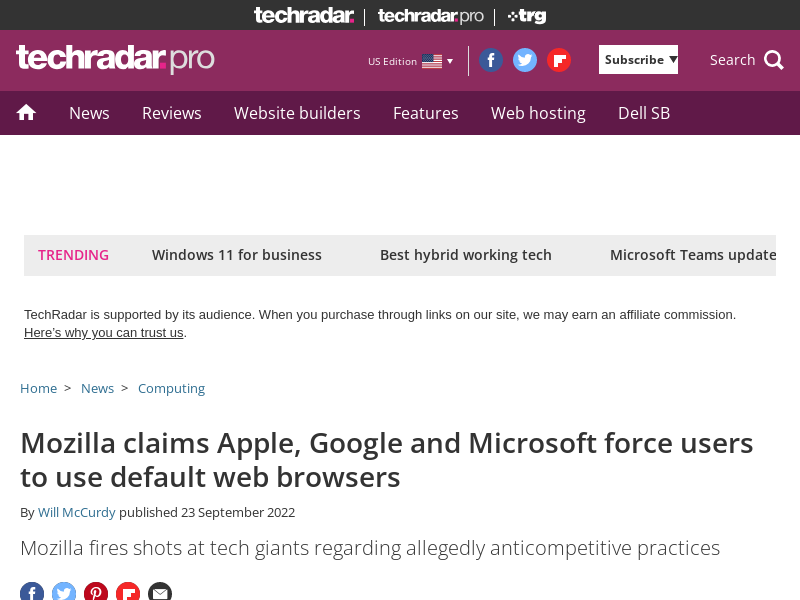 techradar. techradar.pro trg
techradar.pro
US Edition
Subscribe
Search
News Reviews Website builders Features Web hosting Dell SB
TRENDING Windows 11 for business Best hybrid working tech Microsoft Teams update
TechRadar is supported by its audience. When you purchase through links on our site, we may earn an affiliate commission.
Here’s why you can trust us.
Home > News > Computing
Mozilla claims Apple, Google and Microsoft force users
to use default web browsers
By Will McCurdy published 23 September 2022
Mozilla fires shots at tech giants regarding allegedly anticompetitive practices